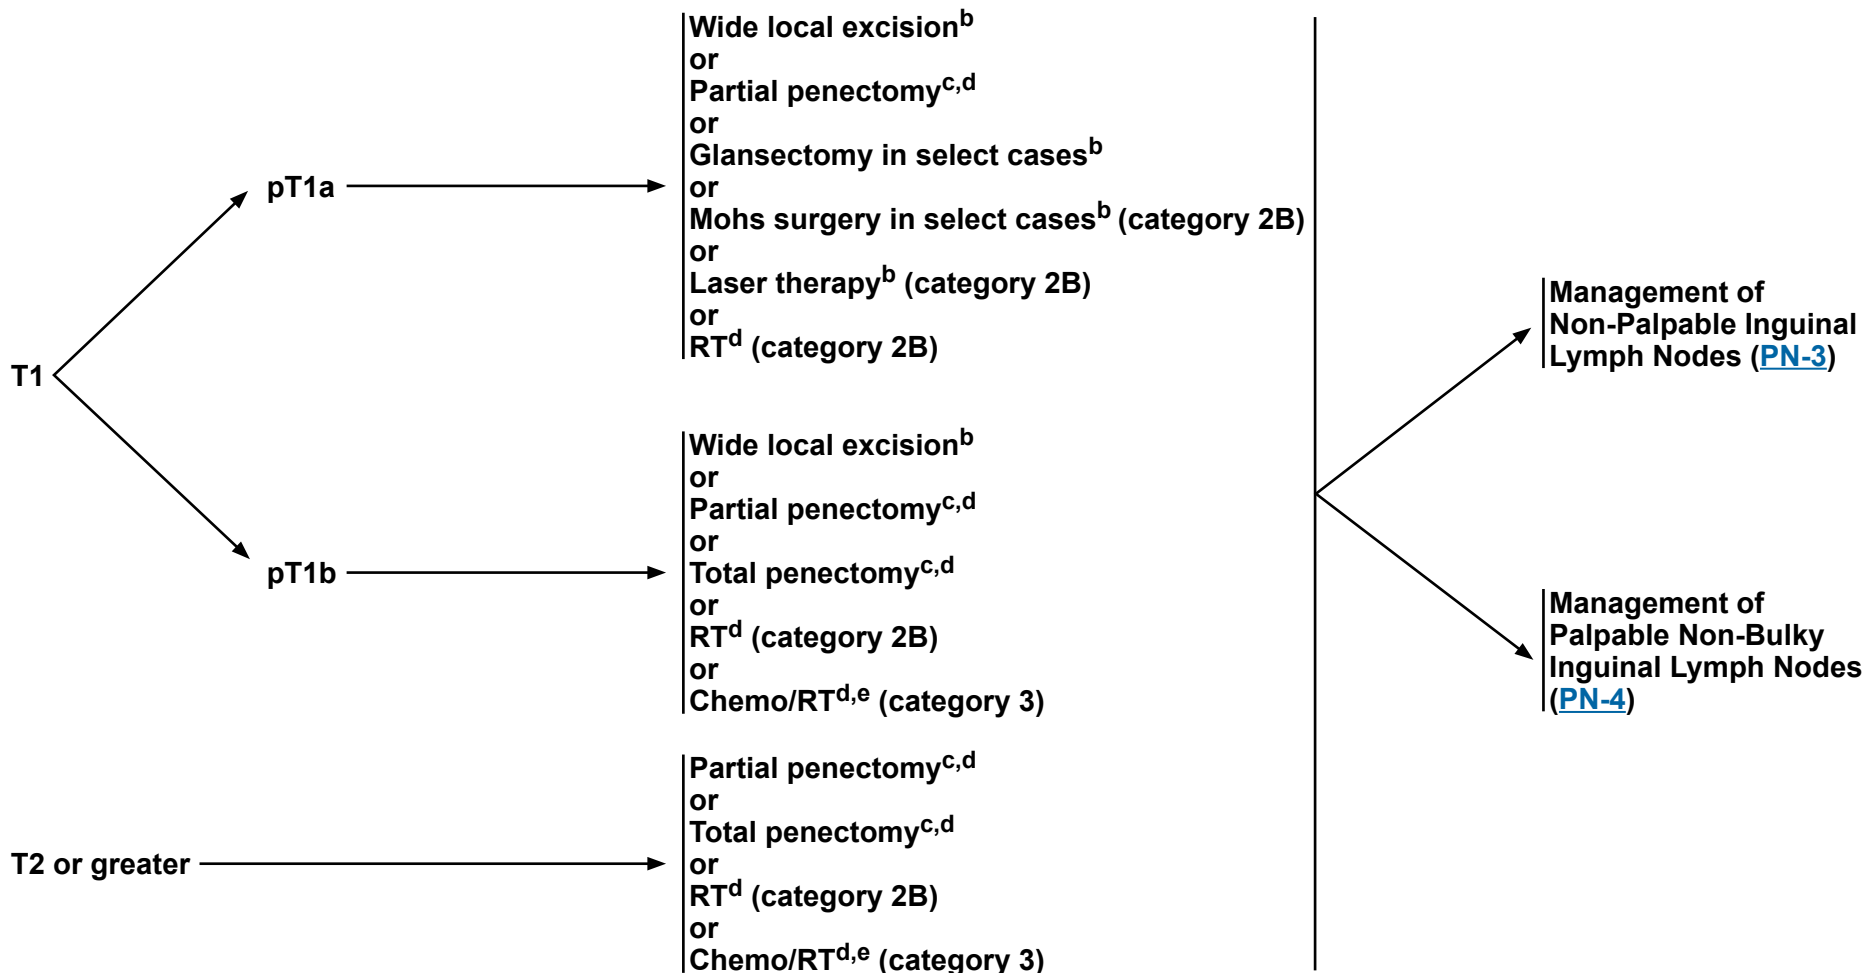 T1
pT1a
Wide local excisionb
or
Partial penectomyc,d
or
Glansectomy in select casesb
or
Mohs surgery in select casesb (category 2B)
or
Laser therapyb (category 2B)
or
RTd (category 2B)
pT1b
Wide local excisionb
or
Partial penectomyc,d
or
Total penectomyc,d
or
RTd (category 2B)
or
Chemo/RTd,e (category 3)
T2 or greater
Partial penectomyc,d
or
Total penectomyc,d
or
RTd (category 2B)
or
Chemo/RTd,e (category 3)
Management of
Non-Palpable Inguinal
Lymph Nodes (PN-3)
Management of
Palpable Non-Bulky
Inguinal Lymph Nodes
(PN-4)